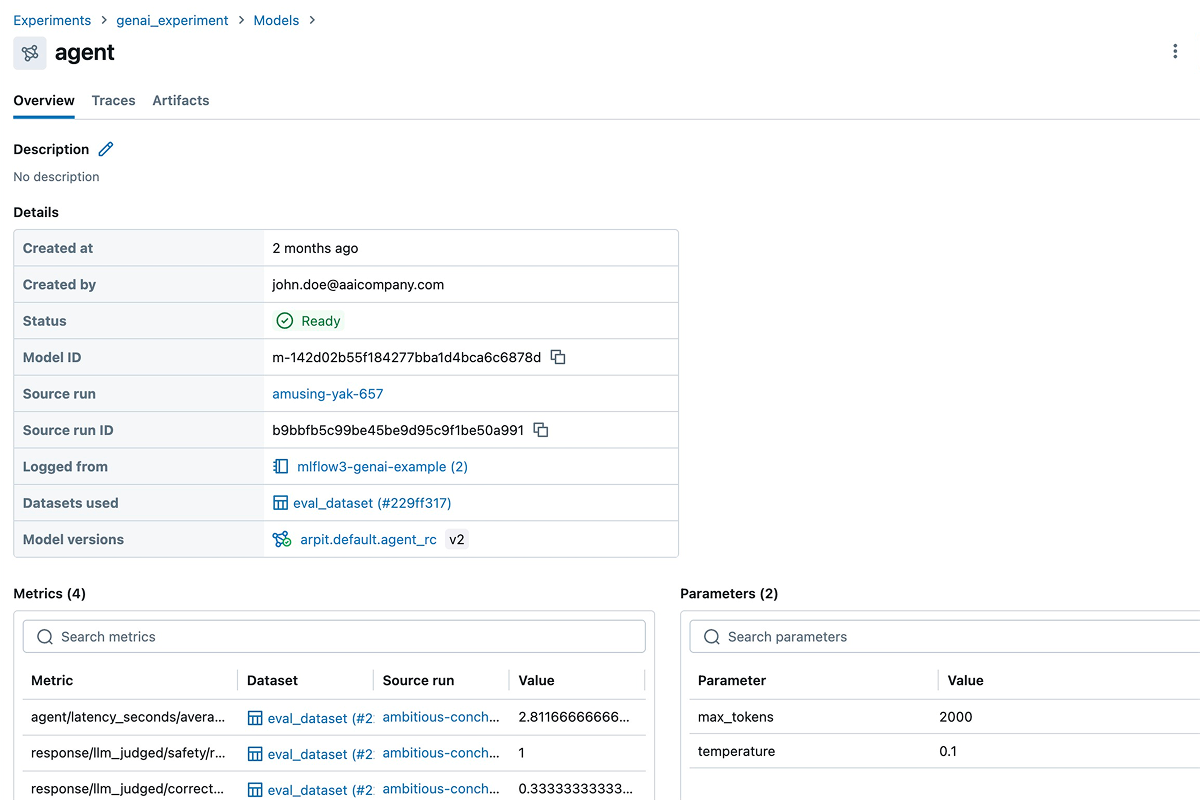 Experiments > genai_experiment > Models >
agent
Overview Traces Artifacts
Description
No description
Details
Created at 2 months ago
Created by john.doe@aaicompany.com
Status Ready
Model ID m-142d02b55f184277bba1d4bca6c6878d
Source run amusing-yak-657
Source run ID b9bbfb5c99be45be9d95c9f1be50a991
Logged from mlflow3-genai-example (2)
Datasets used eval_dataset (#229ff317)
Model versions arpit.default.agent_rc v2
Metrics (4) Parameters (2)
Search metrics Search parameters
Metric Dataset Source run Value Parameter Value
agent/latency_seconds/avera... eval_dataset (#2 ambitious-conch... 2.81166666666... max_tokens 2000
response/llm_judged/safety/r... eval_dataset (#2 ambitious-conch... 1 temperature 0.1
response/llm_judged/correct... eval_dataset (#2 ambitious-conch... 0.33333333333...